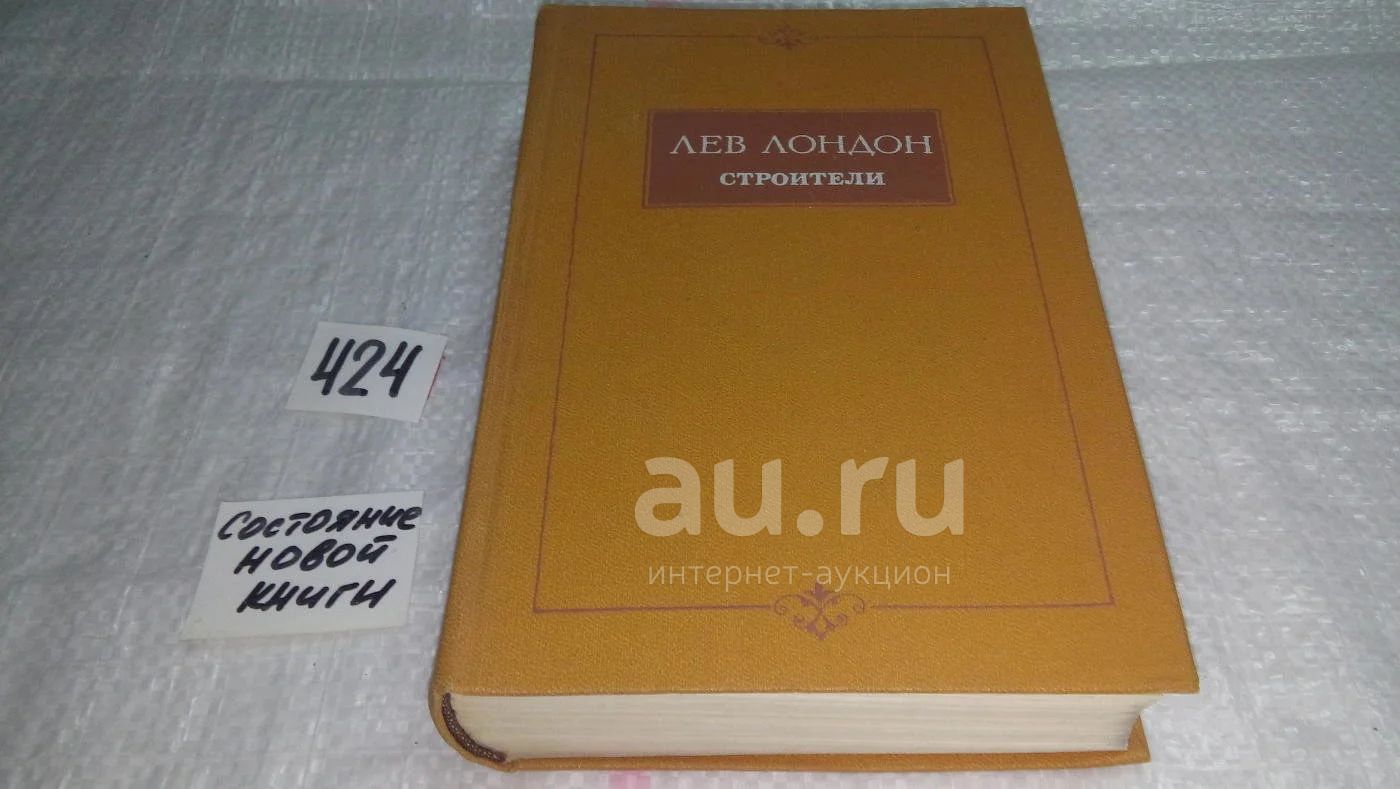 ЛЕВ ЛОНДОН
СТРОИТЕЛИ
424
Состояние
новой
книги
au.ru
интернет-аукцион